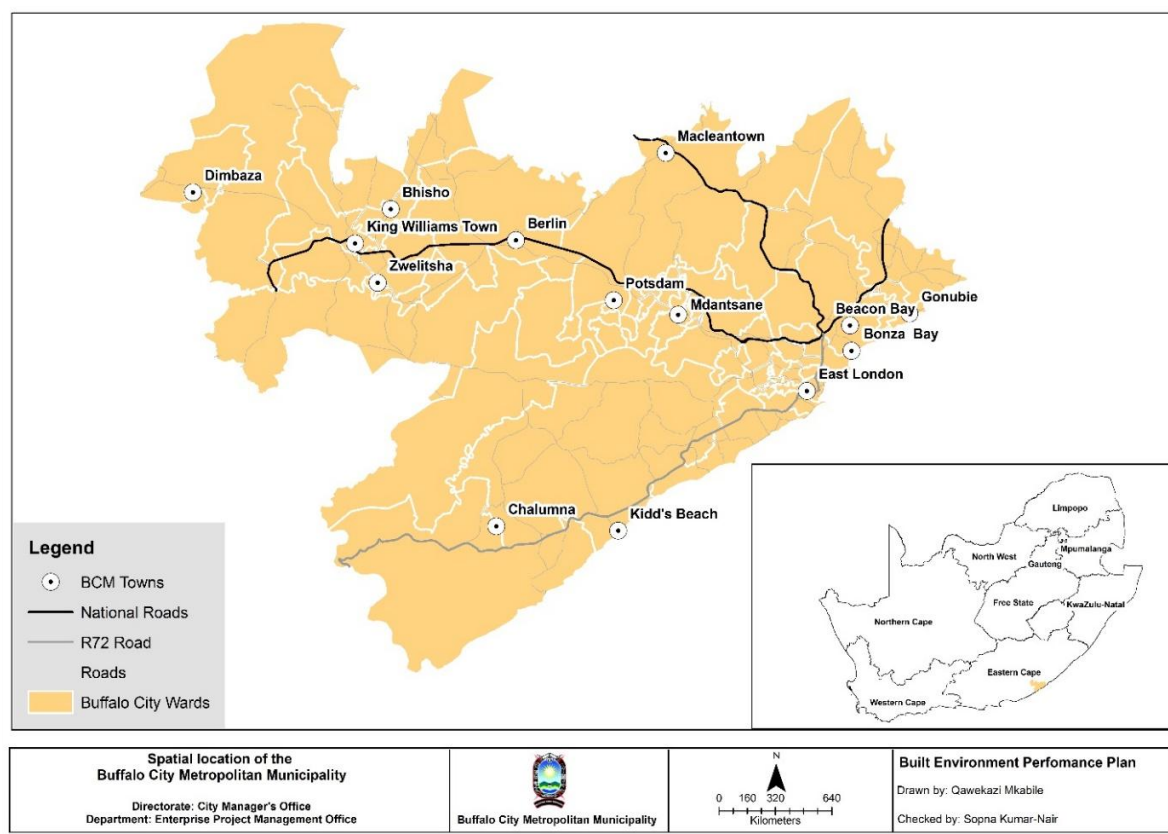 Macleantown
Dimbaza
Bhisho
King Williams Town
Berlin
Zwelitsha
Potsdam
Mdantsane
Gonubie
Beacon Bay
Bonza Bay
East London
Chalumna
Kidd's Beach
Legend
BCM Towns
National Roads
R72 Road
Roads
Buffalo City Wards
Limpopo
North West
Mpumalanga
Gauteng
Free State
KwaZulu-Natal
Northern Cape
Eastern Cape
Western Cape
Spatial location of the
Buffalo City Metropolitan Municipality
Directorate: City Manager's Office
Department: Enterprise Project Management Office
Buffalo City Metropolitan Municipality
N
0 160 320 640
Kilometers
Built Environment Perfomance Plan
Drawn by: Qawekazi Mkabile
Checked by: Sopna Kumar-Nair